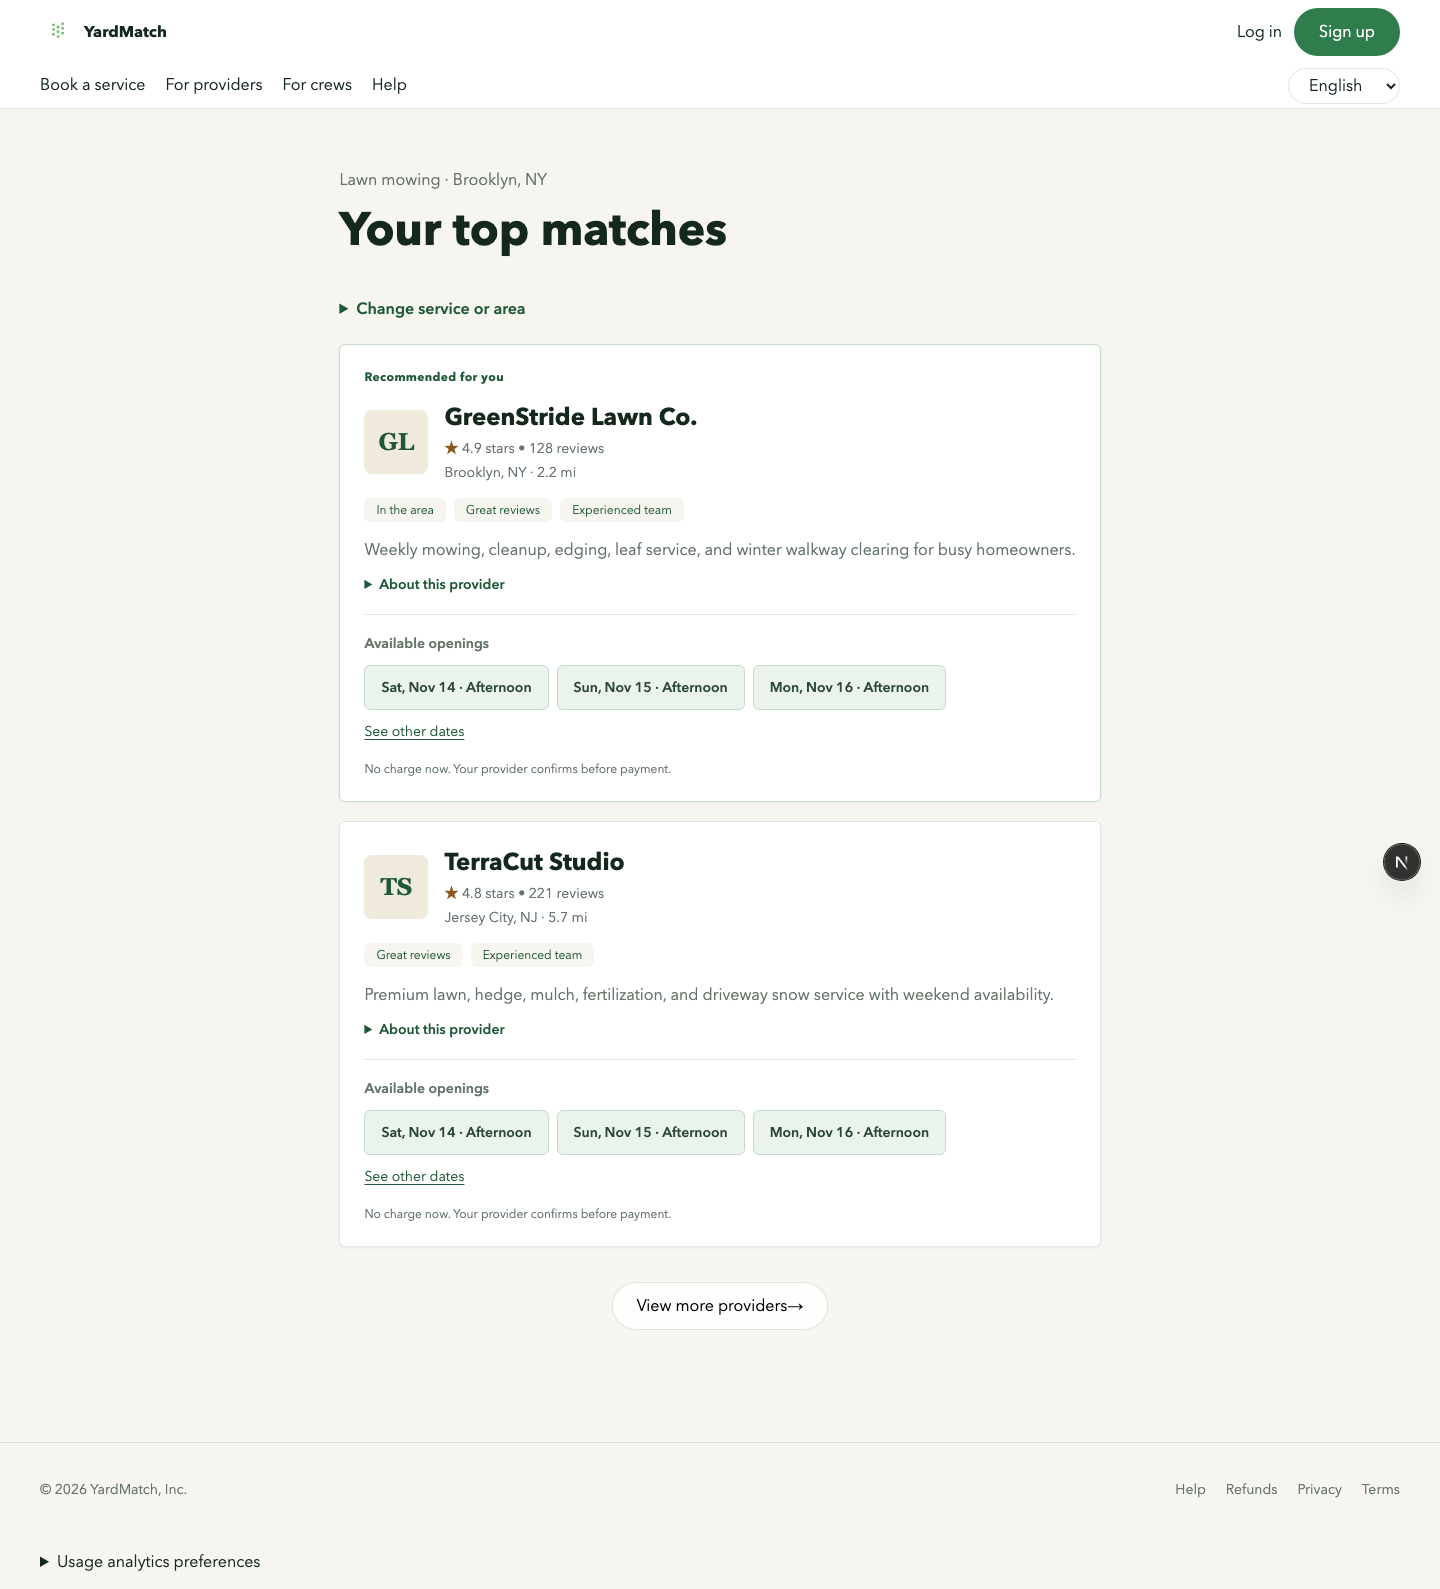 YardMatch
Log in
Sign up
Book a service
For providers
For crews
Help
English
Lawn mowing · Brooklyn, NY
Your top matches
▶ Change service or area
Recommended for you
GL
GreenStride Lawn Co.
★ 4.9 stars • 128 reviews
Brooklyn, NY · 2.2 mi
In the area
Great reviews
Experienced team
Weekly mowing, cleanup, edging, leaf service, and winter walkway clearing for busy homeowners.
▶ About this provider
Available openings
Sat, Nov 14 · Afternoon
Sun, Nov 15 · Afternoon
Mon, Nov 16 · Afternoon
See other dates
No charge now. Your provider confirms before payment.
TS
TerraCut Studio
★ 4.8 stars • 221 reviews
Jersey City, NJ · 5.7 mi
Great reviews
Experienced team
Premium lawn, hedge, mulch, fertilization, and driveway snow service with weekend availability.
▶ About this provider
Available openings
Sat, Nov 14 · Afternoon
Sun, Nov 15 · Afternoon
Mon, Nov 16 · Afternoon
See other dates
No charge now. Your provider confirms before payment.
N
View more providers→
© 2026 YardMatch, Inc.
Help
Refunds
Privacy
Terms
▶ Usage analytics preferences